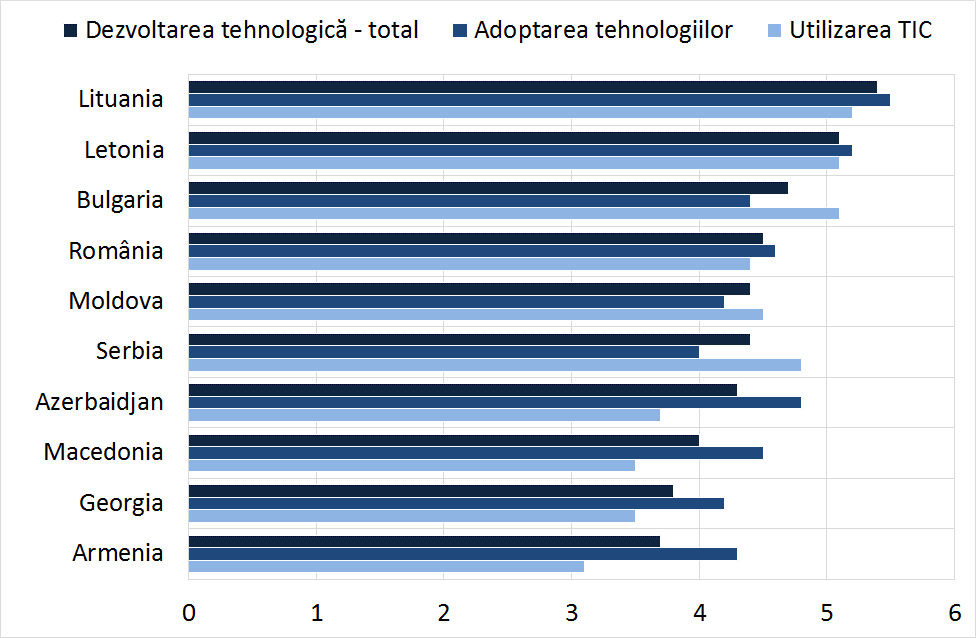 Dezvoltarea tehnologică - total Adoptarea tehnologiilor Utilizarea TIC
Lituania
Letonia
Bulgaria
România
Moldova
Serbia
Azerbaidjan
Macedonia
Georgia
Armenia
0 1 2 3 4 5 6